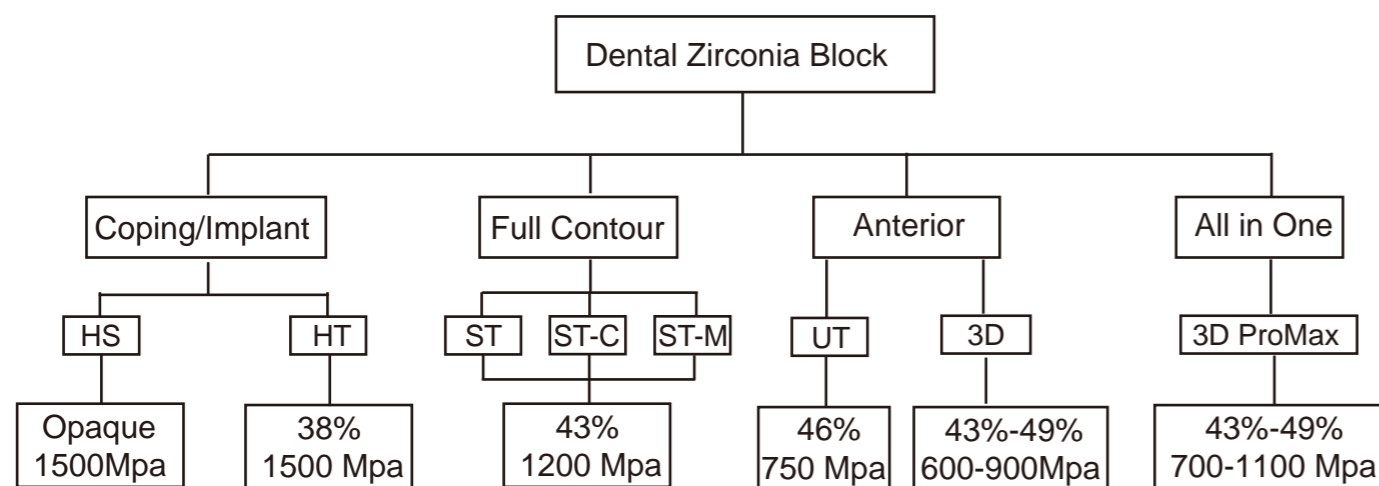 Dental Zirconia Block
Coping/Implant
Full Contour
Anterior
All in One
HS
HT
ST
ST-C
ST-M
UT
3D
3D ProMax
Opaque
1500Mpa
38%
1500 Mpa
43%
1200 Mpa
46%
750 Mpa
43%-49%
600-900Mpa
43%-49%
700-1100 Mpa